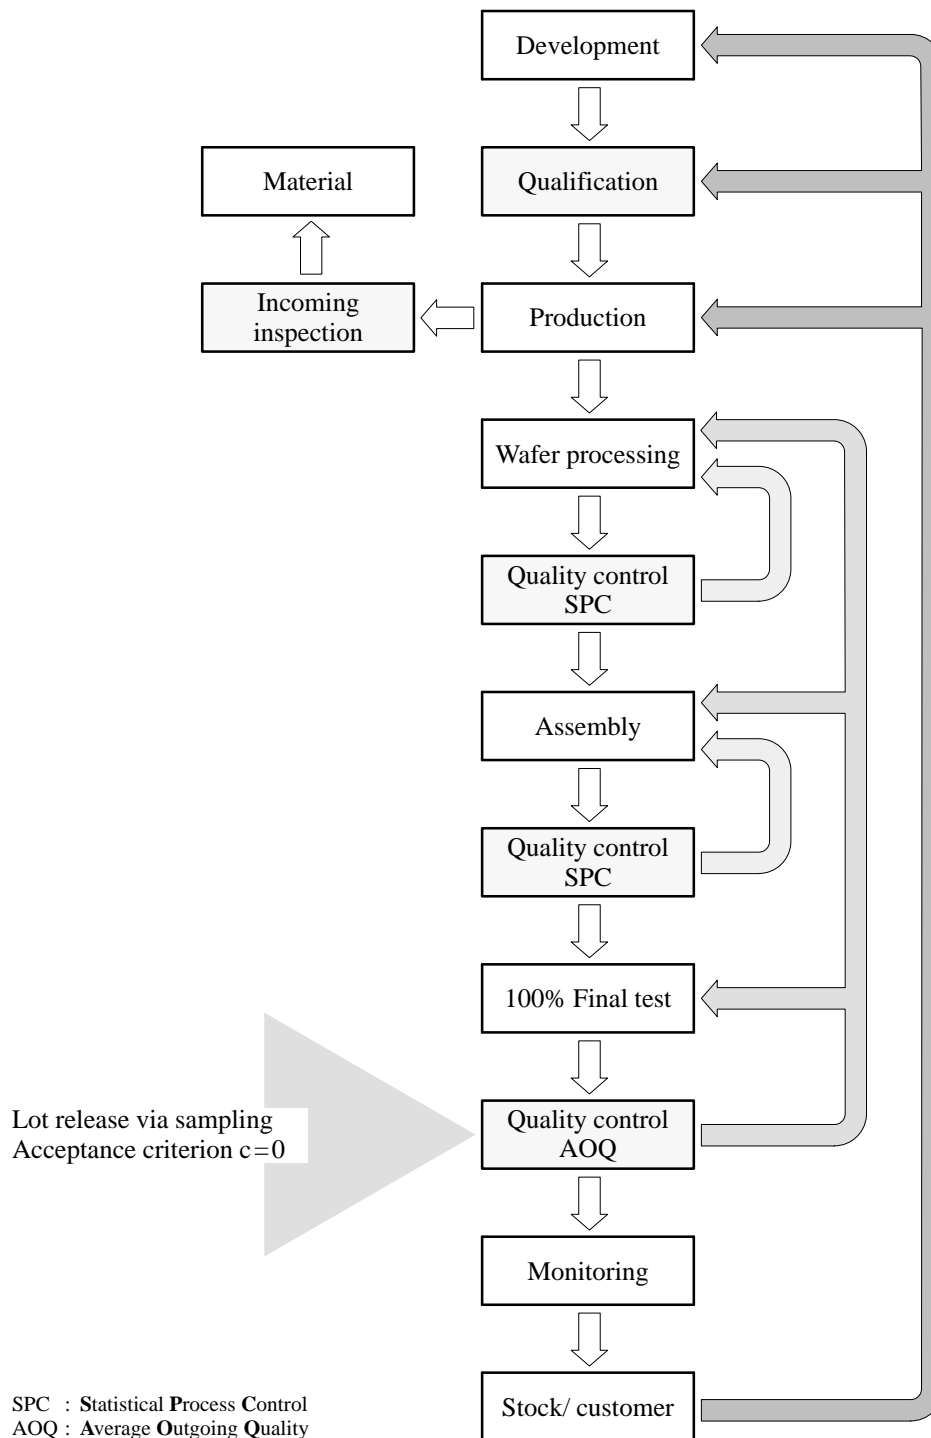 Development
Material
Qualification
Incoming
inspection
Production
Wafer processing
Quality control
SPC
Assembly
Quality control
SPC
100% Final test
Lot release via sampling
Acceptance criterion c=0
Quality control
AOQ
Monitoring
Stock/ customer
SPC : Statistical Process Control
AOQ : Average Outgoing Quality